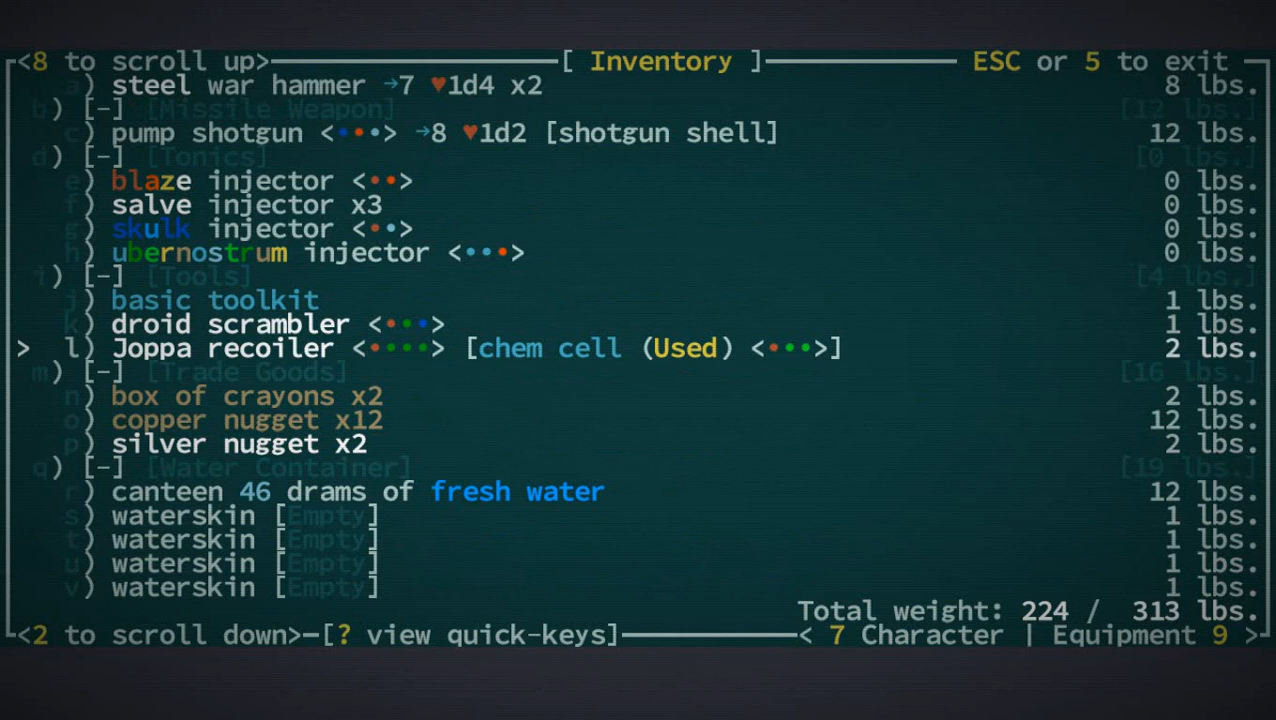 <8 to scroll up> [ Inventory ] ESC or 5 to exit
a) steel war hammer →7 ♥1d4 x2 8 lbs.
b) [-] [Missile Weapon] [12 lbs.]
c) pump shotgun <•••> →8 ♥1d2 [shotgun shell] 12 lbs.
d) [-] [Tonics] [0 lbs.]
e) blaze injector <••> 0 lbs.
f) salve injector x3 0 lbs.
g) skulk injector <••> 0 lbs.
h) ubernostrum injector <•••> 0 lbs.
i) [-] [Tools] [4 lbs.]
j) basic toolkit 1 lbs.
k) droid scrambler <•••> 1 lbs.
> l) Joppa recoiler <••••> [chem cell (Used) <•••>] 2 lbs.
m) [-] [Trade Goods] [16 lbs.]
n) box of crayons x2 2 lbs.
o) copper nugget x12 12 lbs.
p) silver nugget x2 2 lbs.
q) [-] [Water Container] [19 lbs.]
r) canteen 46 drams of fresh water 12 lbs.
s) waterskin [Empty] 1 lbs.
t) waterskin [Empty] 1 lbs.
u) waterskin [Empty] 1 lbs.
v) waterskin [Empty] 1 lbs.
Total weight: 224 / 313 lbs.
<2 to scroll down> [? view quick-keys] < 7 Character | Equipment 9 >